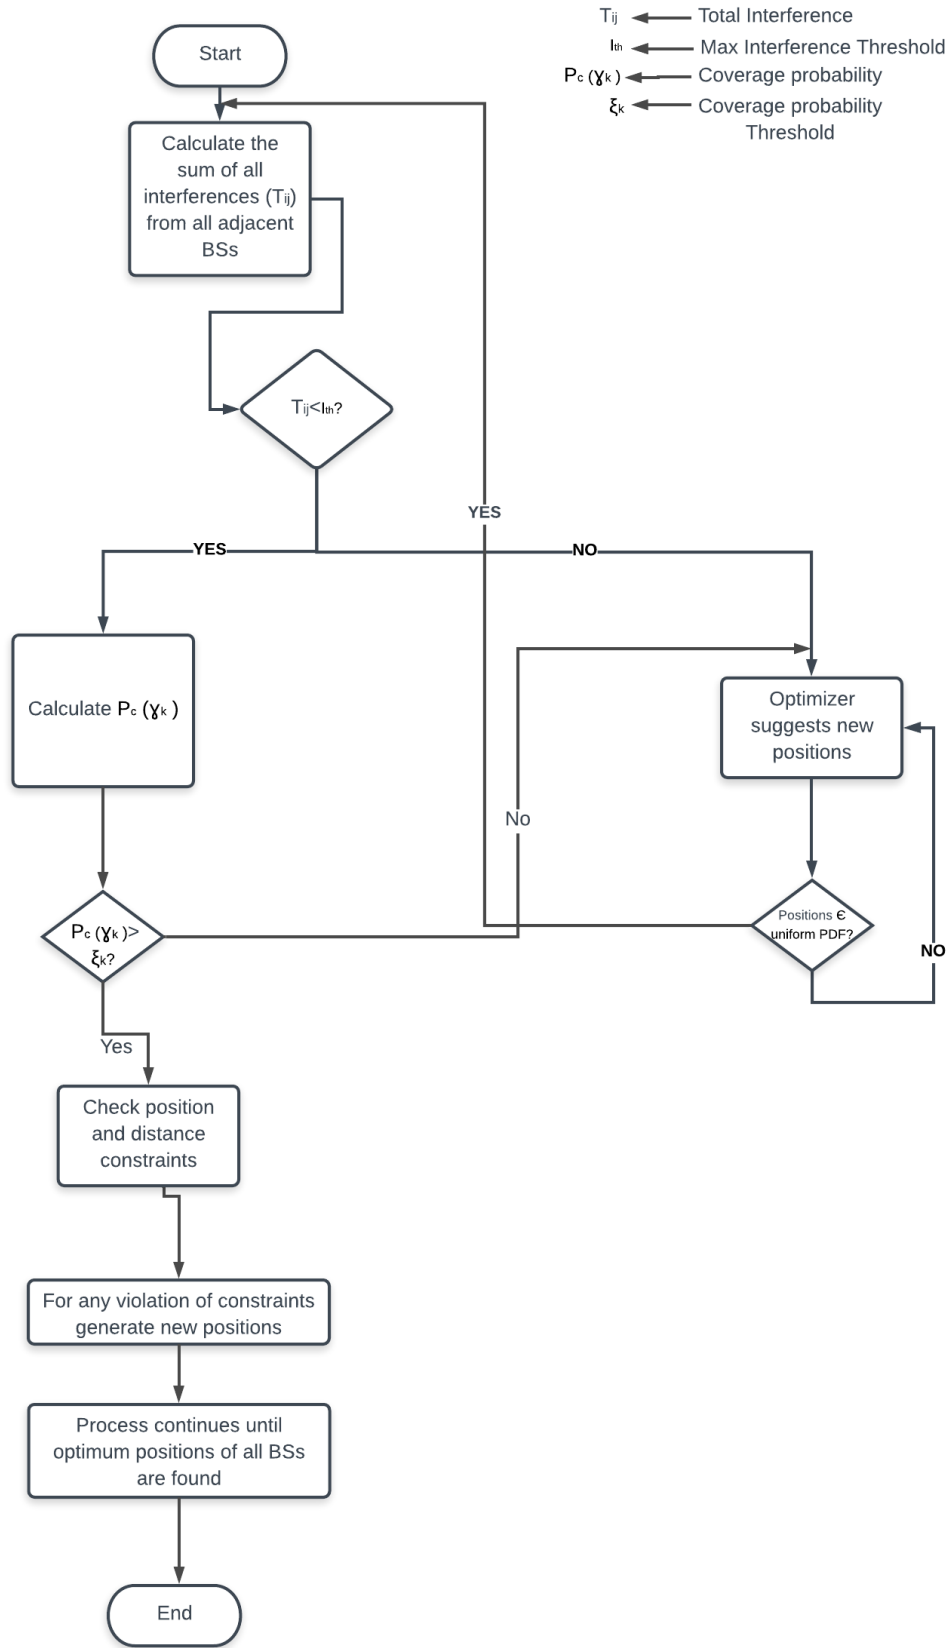 Tij
Total Interference
Ith
Max Interference Threshold
Pc (ɣk )
Coverage probability
ξk
Coverage probability
Threshold
Start
Calculate the
sum of all
interferences (Tij)
from all adjacent
BSs
Tij<Ith?
YES
YES
NO
Calculate Pc (ɣk )
Optimizer
suggests new
positions
No
Pc (ɣk )>
ξk?
Positions Є
uniform PDF?
NO
Yes
Check position
and distance
constraints
For any violation of constraints
generate new positions
Process continues until
optimum positions of all BSs
are found
End